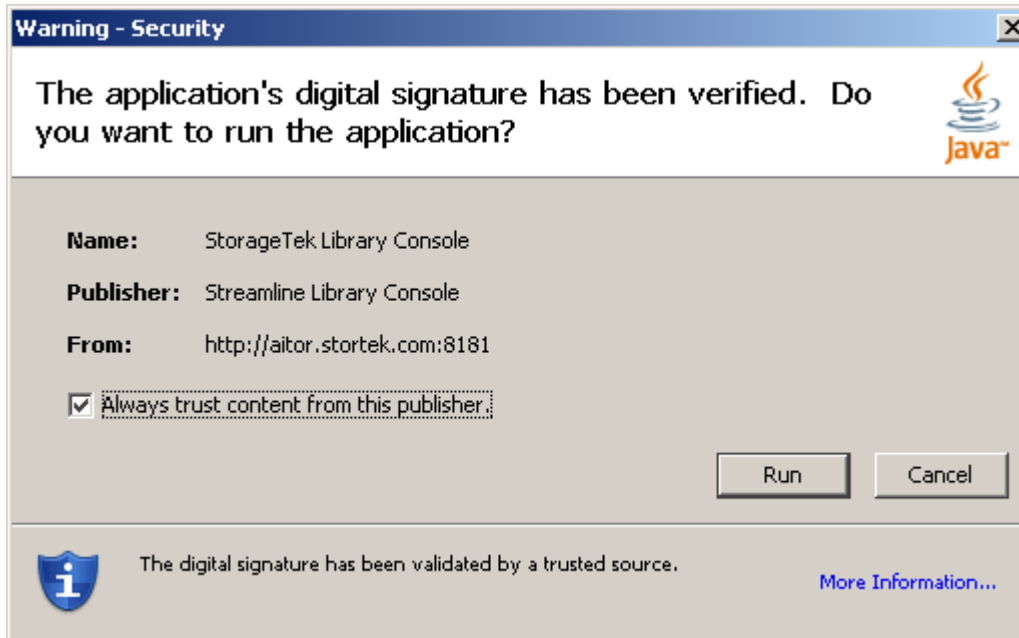 Warning - Security
The application's digital signature has been verified.  Do
you want to run the application?
Java™
Name: StorageTek Library Console
Publisher: Streamline Library Console
From: http://aitor.stortek.com:8181
Always trust content from this publisher.
Run Cancel
The digital signature has been validated by a trusted source.
More Information...